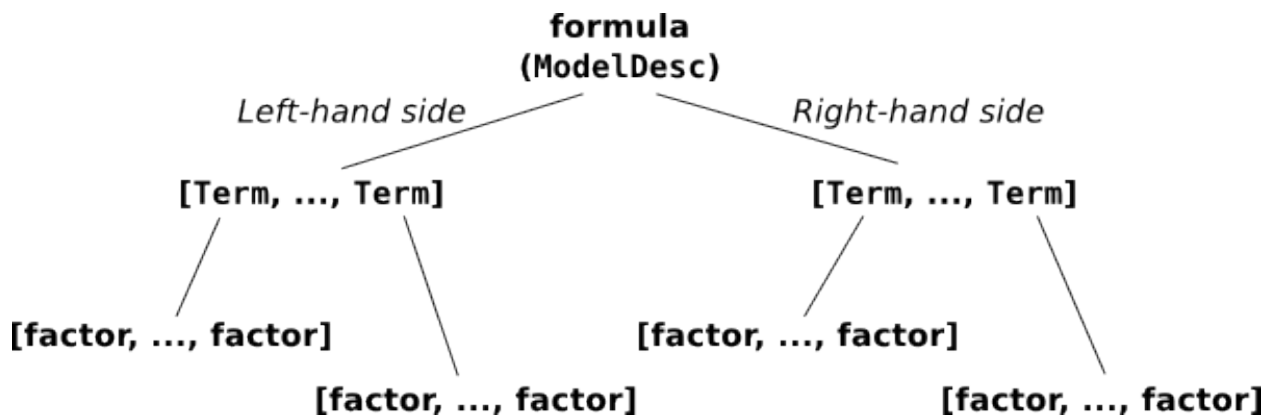 formula
(ModelDesc)
Left-hand side
Right-hand side
[Term, ..., Term]
[Term, ..., Term]
[factor, ..., factor]
[factor, ..., factor]
[factor, ..., factor]
[factor, ..., factor]